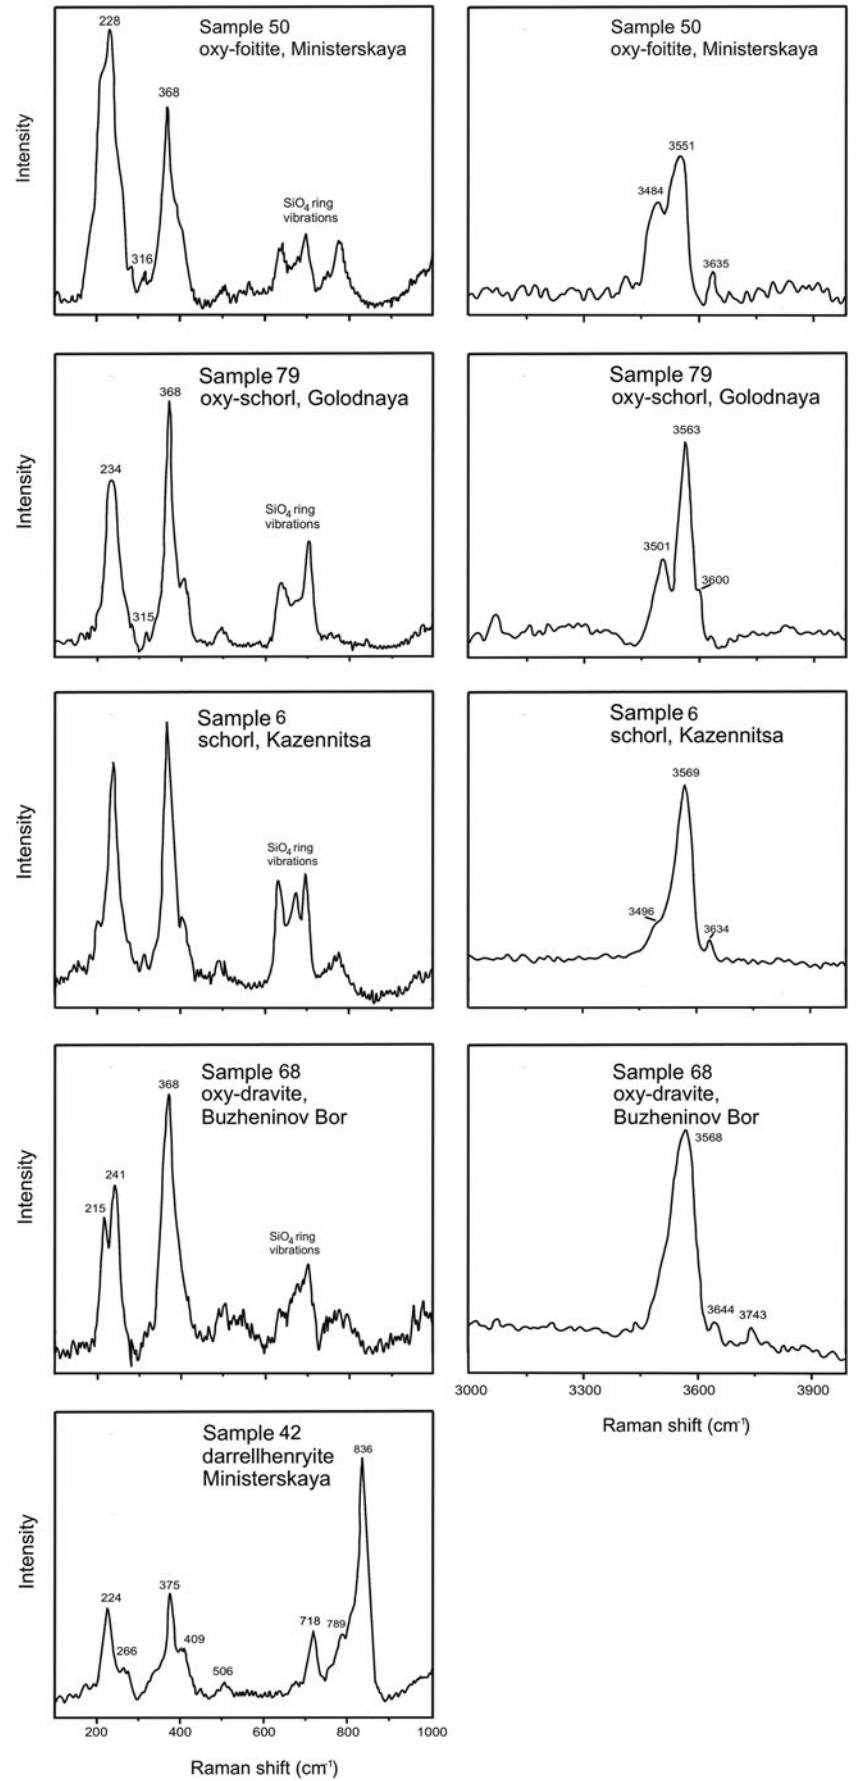 Sample 50
oxy-foitite, Ministerskaya
228
368
316
SiO4 ring
vibrations
Intensity
Sample 50
oxy-foitite, Ministerskaya
3551
3484
3635
Sample 79
oxy-schorl, Golodnaya
368
234
315
SiO4 ring
vibrations
Intensity
Sample 79
oxy-schorl, Golodnaya
3563
3501
3600
Sample 6
schorl, Kazennitsa
SiO4 ring
vibrations
Intensity
Sample 6
schorl, Kazennitsa
3569
3496
3634
Sample 68
oxy-dravite,
Buzheninov Bor
368
241
215
SiO4 ring
vibrations
Intensity
Sample 68
oxy-dravite,
Buzheninov Bor
3568
3644
3743
3000 3300 3600 3900
Raman shift (cm-1)
Sample 42
darrellhenryite
Ministerskaya
836
375
224
266
409
506
718
789
Intensity
200 400 600 800 1000
Raman shift (cm-1)